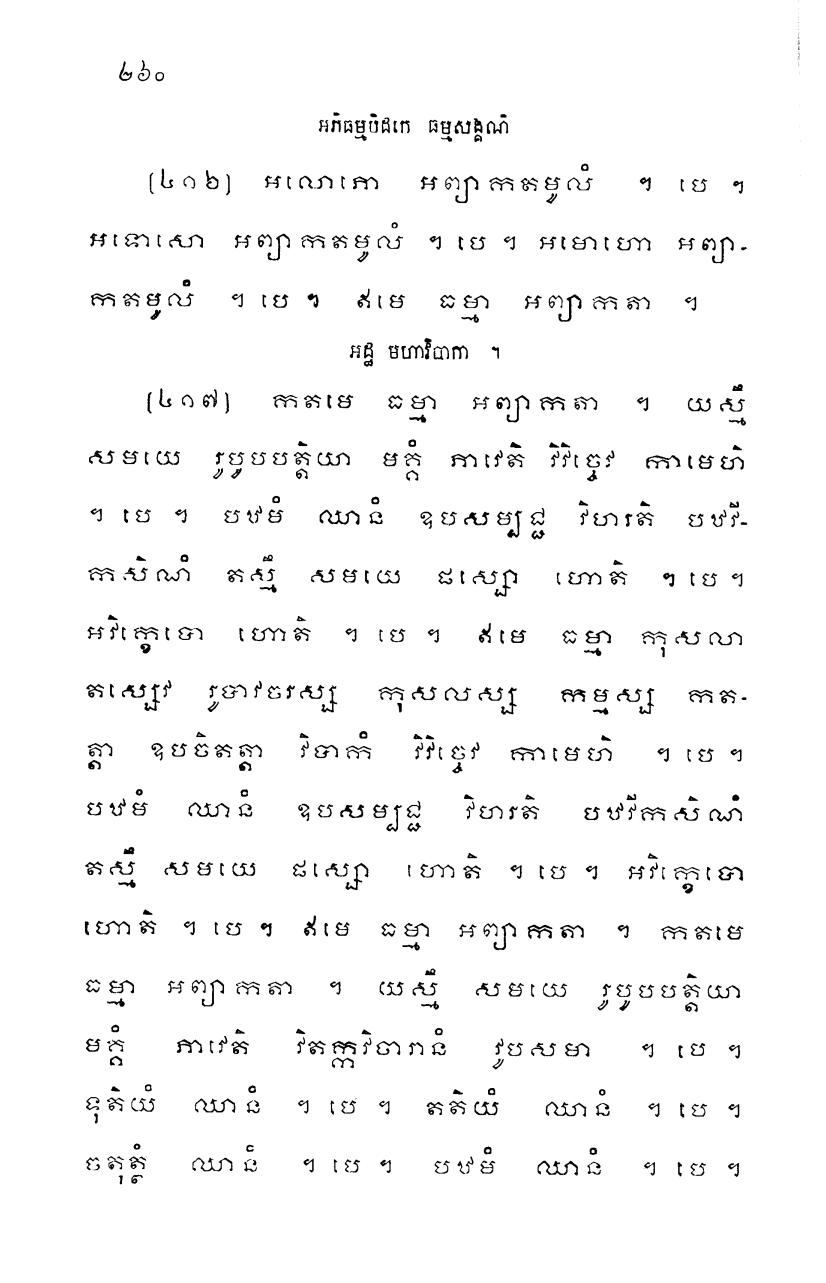 ២៦០
អភិធម្មបិដកេ ធម្មសង្គណិ
(៤១៦) អលោភោ អព្យាកតមូលំ ។ បេ ។
អទោសោ អព្យាកតមូលំ ។ បេ ។ អមោហោ អព្យា-
កតមូលំ ។ បេ ។ ឥមេ ធម្មា អព្យាកតា ។
អដ្ឋ មហាវិបាកា ។
(៤១៧) កតមេ ធម្មា អព្យាកតា ។ យស្មឹ
សមយេ រូបូបបត្តិយា មគ្គំ ភាវេតិ វិវិច្ចេវ កាមេហិ
។ បេ ។ បឋមំ ឈានំ ឧបសម្បជ្ជ វិហរតិ បឋវី-
កសិណំ តស្មឹ សមយេ ផស្សោ ហោតិ ។ បេ ។
អវិក្ខេបោ ហោតិ ។ បេ ។ ឥមេ ធម្មា កុសលា
តស្សេវ រូបាវចរស្ស កុសលស្ស កម្មស្ស កត-
ត្តា ឧបចិតត្តា វិបាកំ វិវិច្ចេវ កាមេហិ ។ បេ ។
បឋមំ ឈានំ ឧបសម្បជ្ជ វិហរតិ បឋវីកសិណំ
តស្មឹ សមយេ ផស្សោ ហោតិ ។ បេ ។ អវិក្ខេបោ
ហោតិ ។ បេ ។ ឥមេ ធម្មា អព្យាកតា ។ កតមេ
ធម្មា អព្យាកតា ។ យស្មឹ សមយេ រូបូបបត្តិយា
មគ្គំ ភាវេតិ វិតក្កវិចារានំ វូបសមា ។ បេ ។
ទុតិយំ ឈានំ ។ បេ ។ តតិយំ ឈានំ ។ បេ ។
ចតុត្ថំ ឈានំ ។ បេ ។ បឋមំ ឈានំ ។ បេ ។